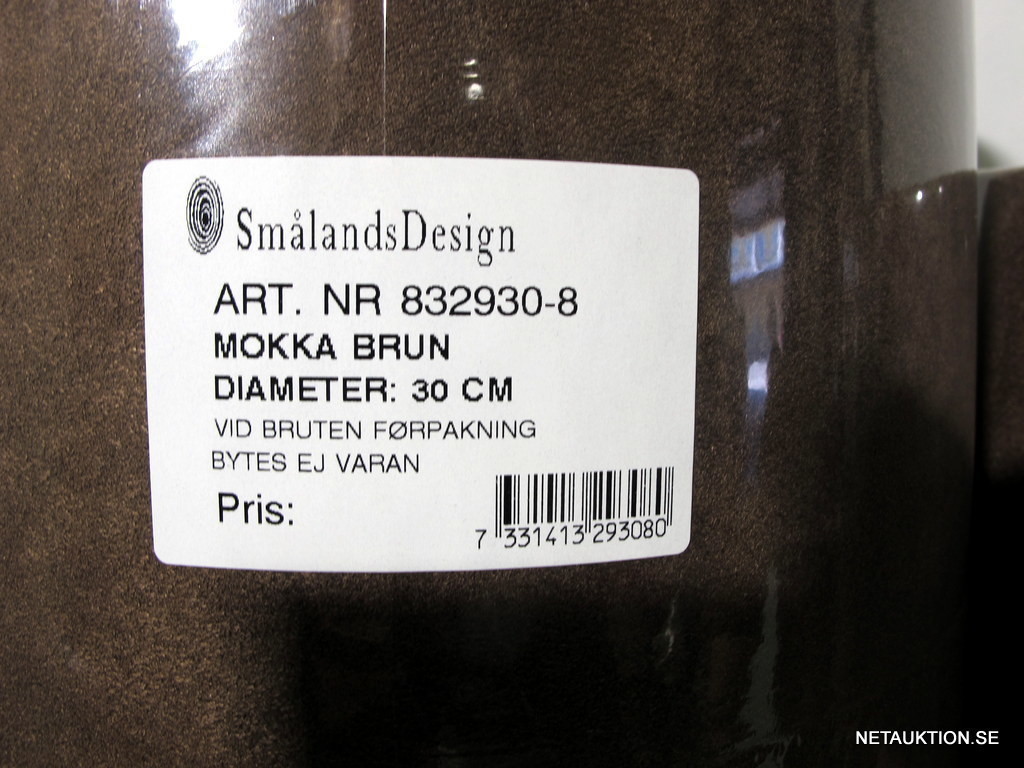 SmålandsDesign
ART. NR 832930-8
MOKKA BRUN
DIAMETER: 30 CM
VID BRUTEN FØRPAKNING
BYTES EJ VARAN
Pris:
7 331413 293080
NETAUKTION.SE